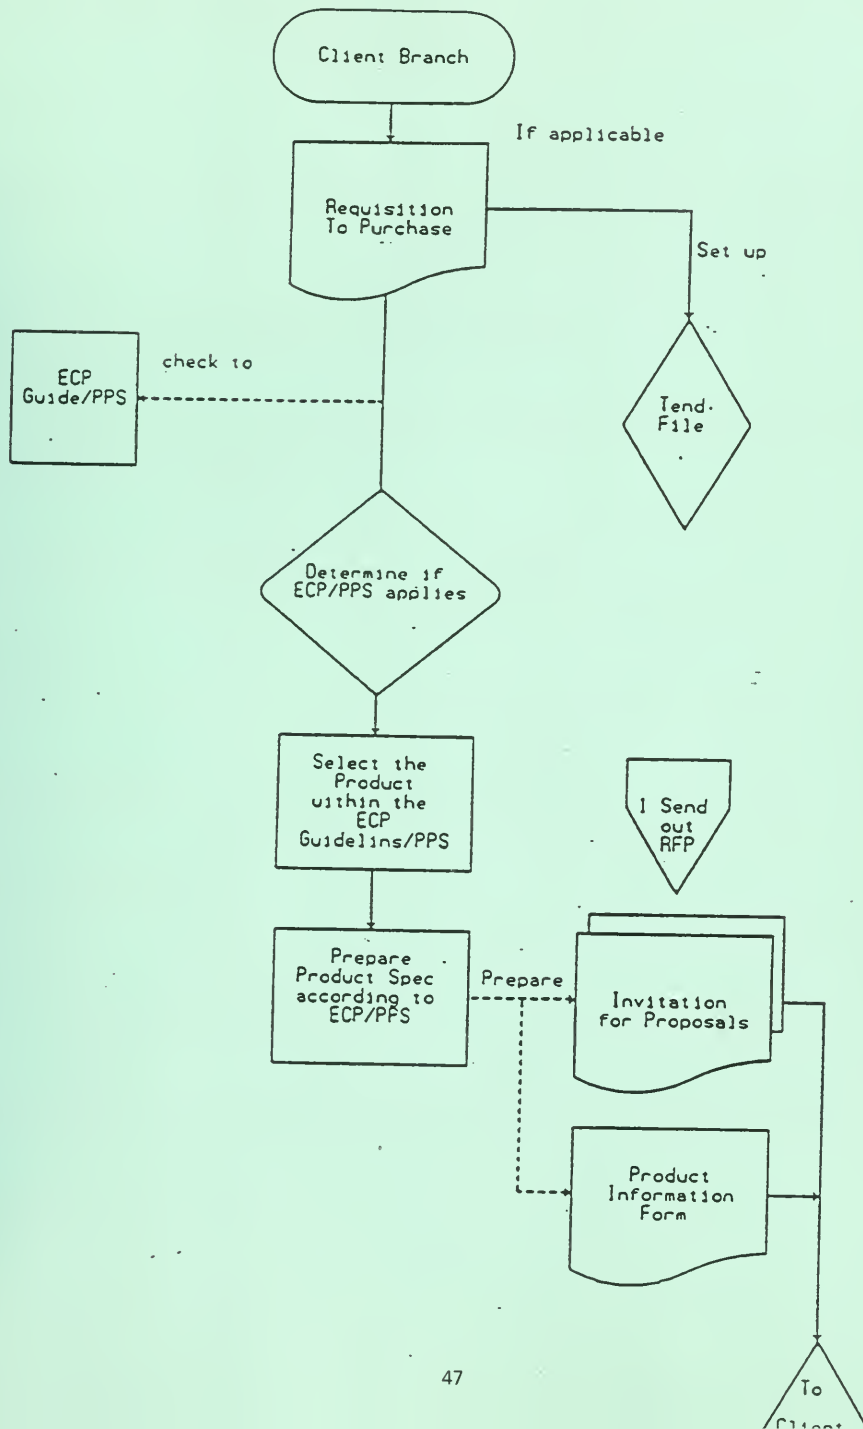 Client Branch
If applicable
Requisition
To Purchase
Set up
check to
ECP
Guide/PPS
Tend.
File
Determine if
ECP/PPS applies
Select the
Product
within the
ECP
Guidelins/PPS
I Send
out
RFP
Prepare
Product Spec
according to
ECP/PPS
Prepare
Invitation
for Proposals
Product
Information
Form
47
To
Client